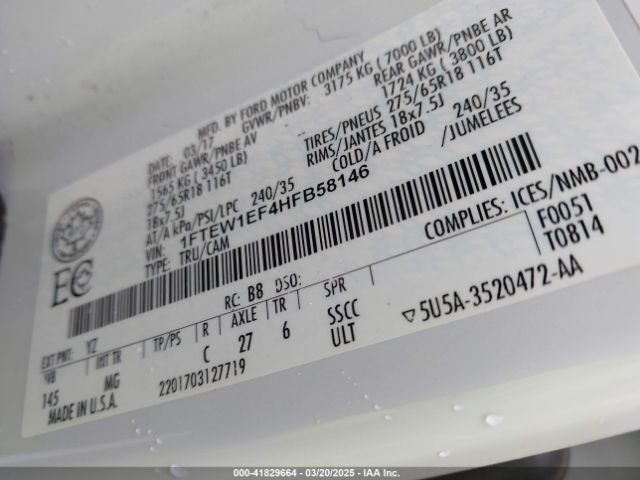 MFD. BY FORD MOTOR COMPANY
DATE: 03/17 GVWR/PNBV: 3175 KG ( 7000 LB)
FRONT GAWR/PNBE AV REAR GAWR/PNBE AR
1565 KG ( 3450 LB) 1724 KG ( 3800 LB)
275/65R18 116T TIRES/PNEUS 275/65R18 116T
18x7.5J RIMS/JANTES 18x7.5J
AT/A kPa/PSI/LPC 240/35 COLD/A FROID 240/35
VIN: 1FTEW1EF4HFB58146 /JUMELEES
TYPE: TRU/CAM COMPLIES: ICES/NMB-002
F0051
T0814
EC
RC: B8 DSO:
EXT PNT: YZ
WB INT TR TP/PS R AXLE TR SPR
145 MG C 27 6 SSCC
ULT
▽5U5A-3520472-AA
MADE IN U.S.A. 2201703127719
000-41829664 | 03/20/2025 - IAA Inc.